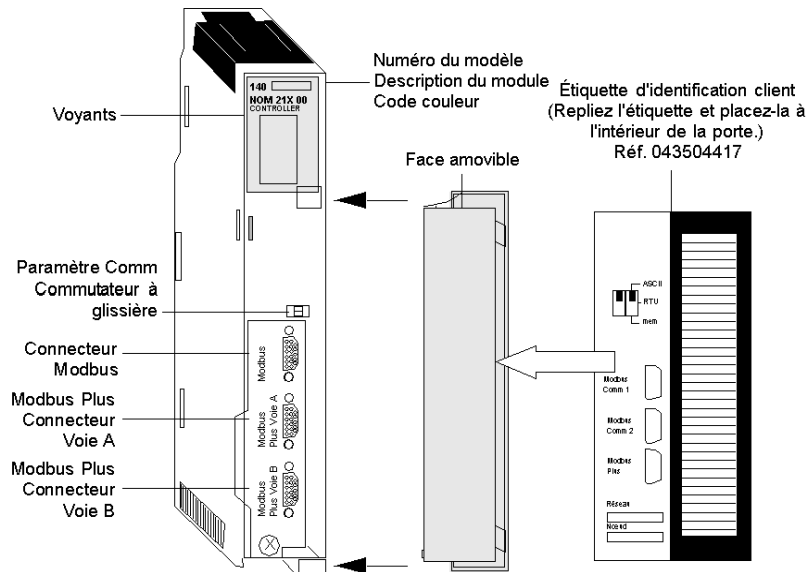 Numéro du modèle
Description du module
Code couleur
Voyants
140
NOM 21X 00
CONTROLLER
Étiquette d'identification client
(Repliez l'étiquette et placez-la à
l'intérieur de la porte.)
Réf. 043504417
Face amovible
Paramètre Comm
Commutateur à
glissière
Connecteur
Modbus
Modbus Plus
Connecteur
Voie A
Modbus Plus
Connecteur
Voie B
Modbus
Modbus
Plus Voie A
Modbus
Plus Voie B
ASCII
RTU
mem
Modbus
Comm 1
Modbus
Comm 2
Modbus
Plus
Réseau
Noeud